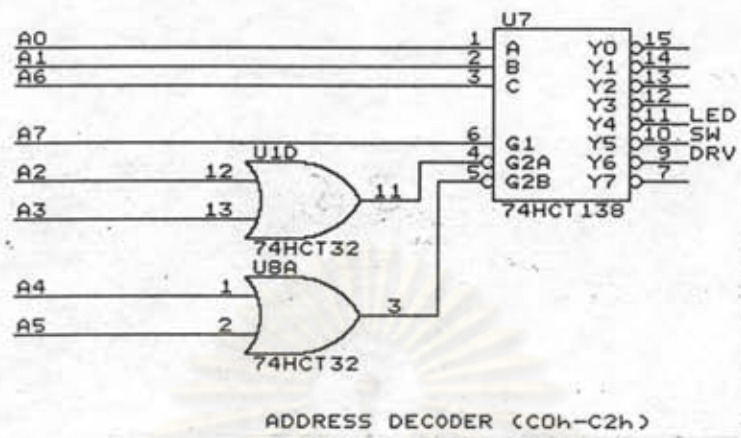 U7
A0 1 A Y0 15
A1 2 B Y1 14
A6 3 C Y2 13
Y3 12
Y4 11 LED
A7 6 G1 Y5 10 SW
4 G2A Y6 9 DRV
5 G2B Y7 7
74HCT138
U1D
A2 12
11
A3 13
74HCT32
U8A
A4 1
3
A5 2
74HCT32
ADDRESS DECODER (C0h-C2h)